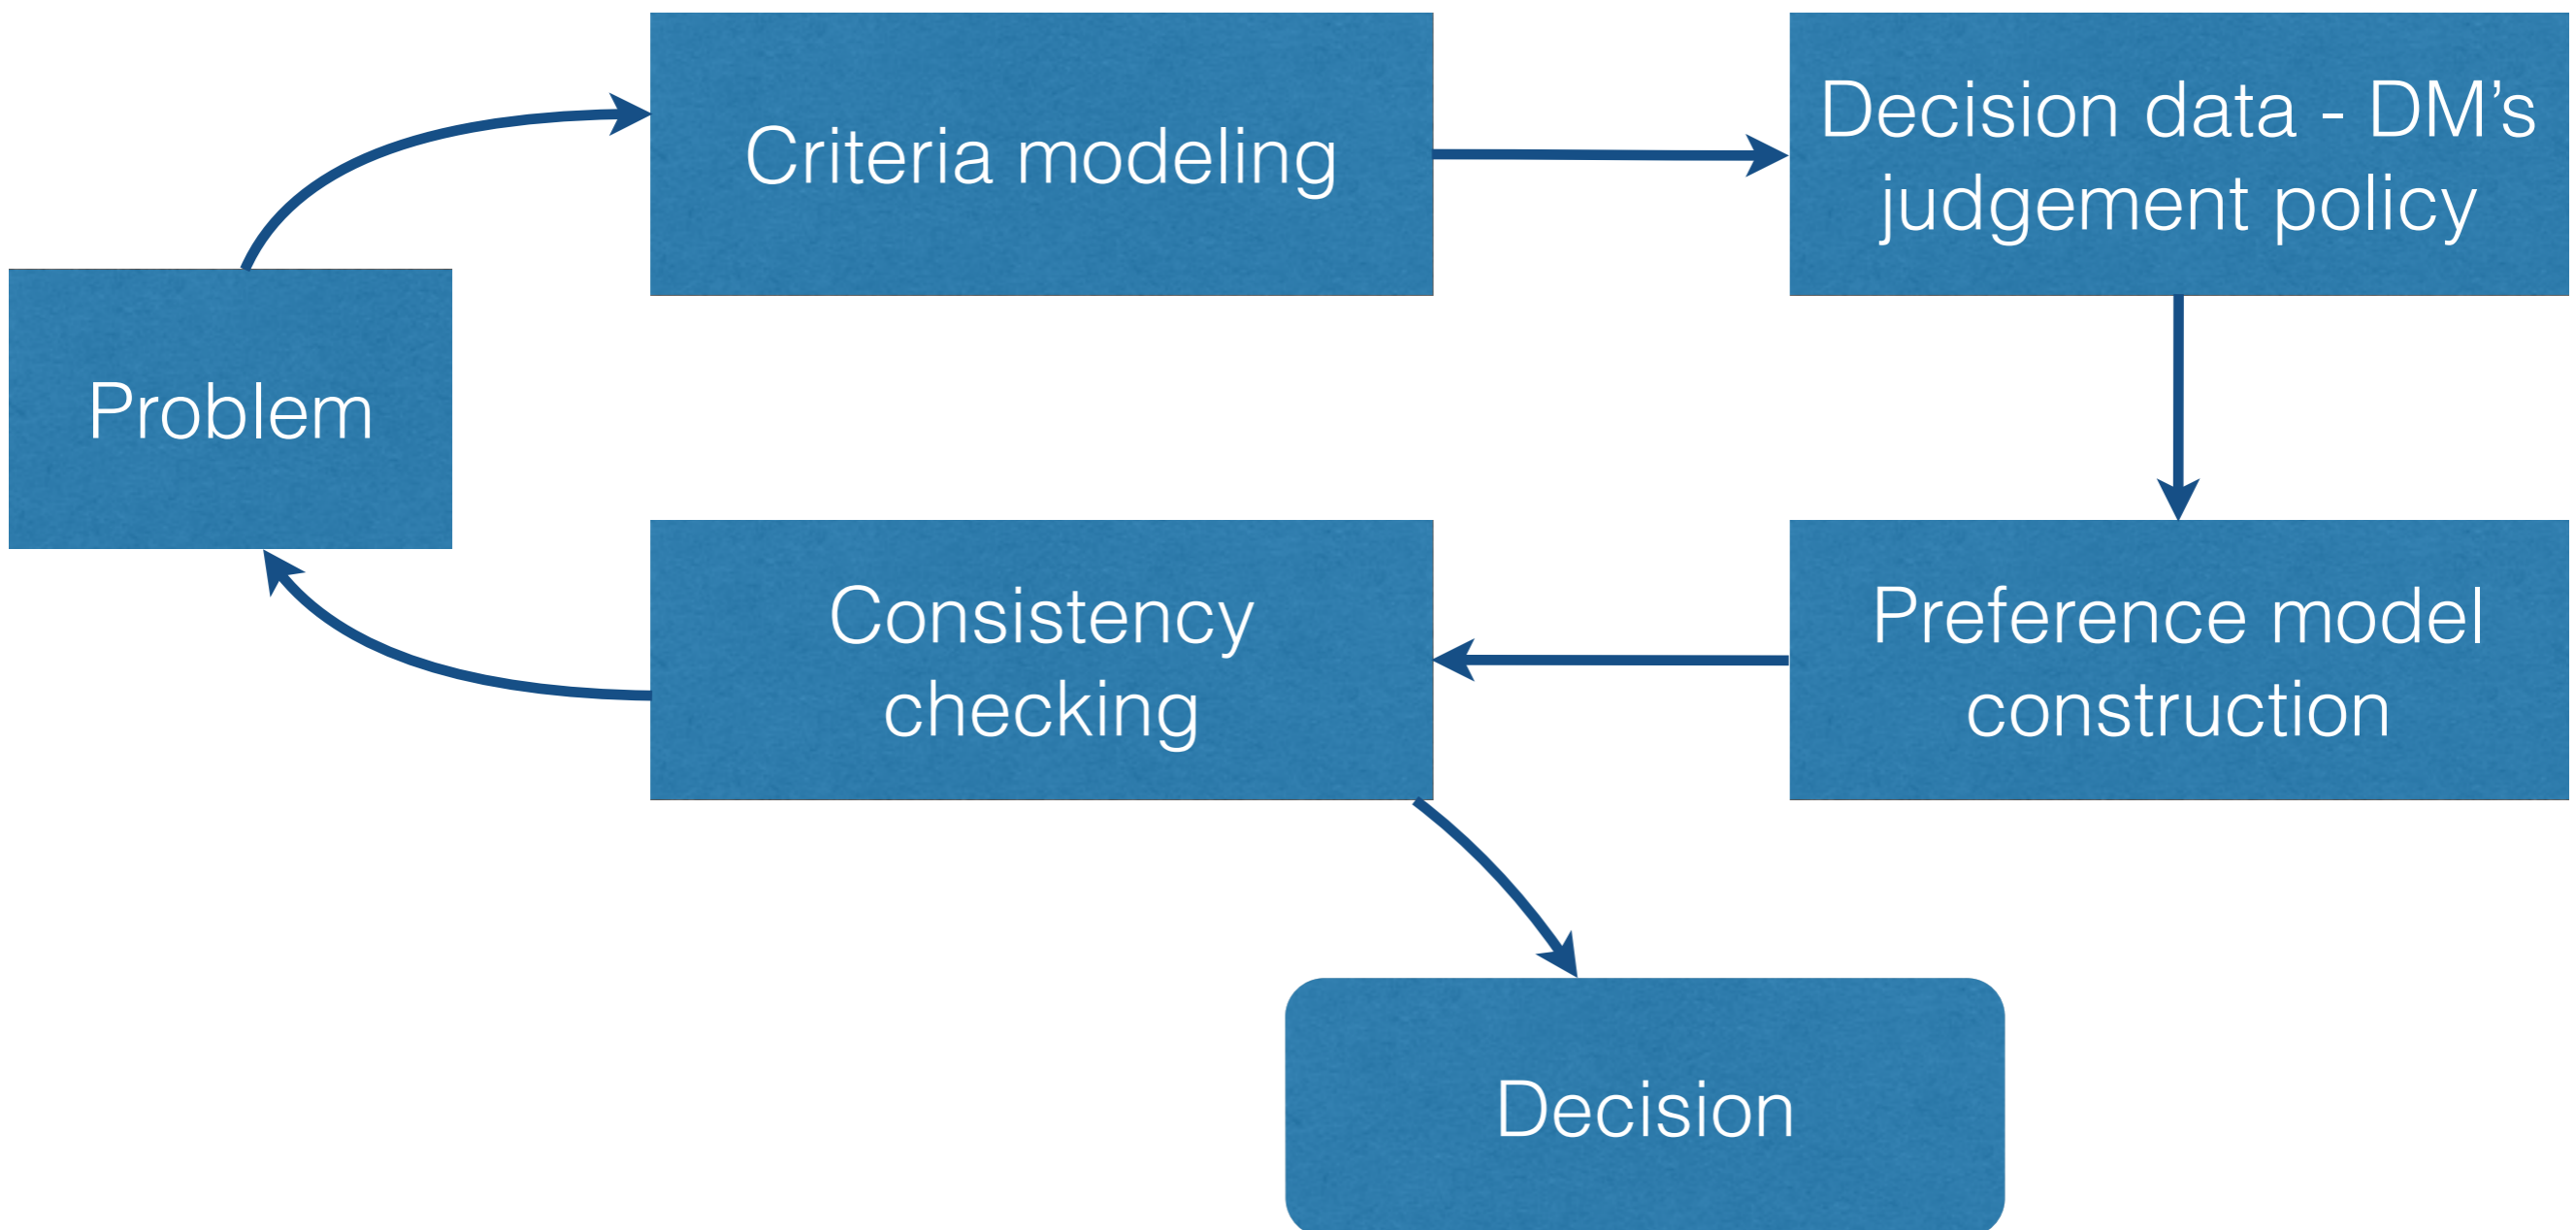 Criteria modeling
Decision data - DM’s
judgement policy
Problem
Consistency
checking
Preference model
construction
Decision